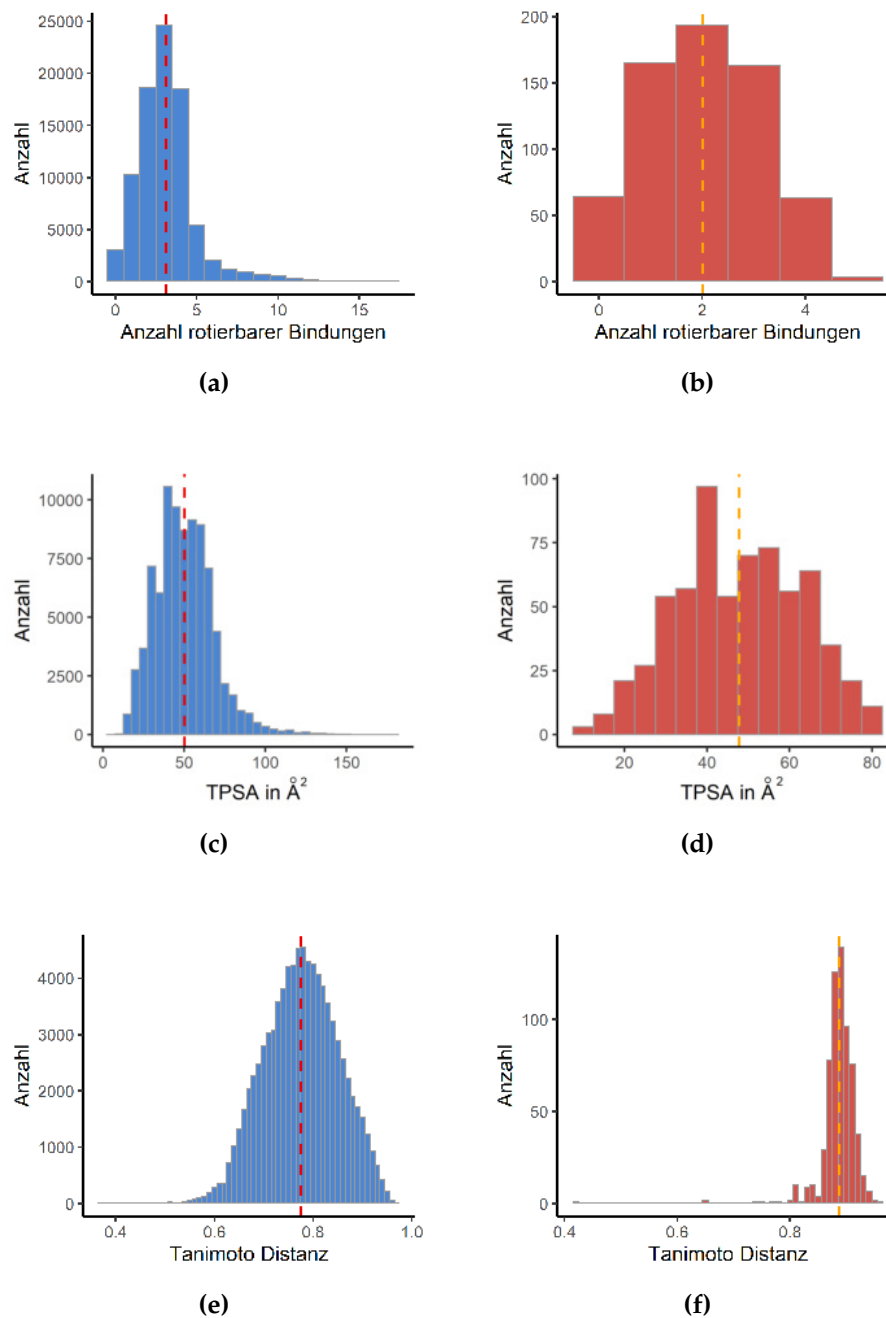 25000
20000
15000
10000
5000
0
Anzahl
0 5 10 15
Anzahl rotierbarer Bindungen
(a)
200
150
100
50
0
Anzahl
0 2 4
Anzahl rotierbarer Bindungen
(b)
10000
7500
5000
2500
0
Anzahl
0 50 100 150
TPSA in Å²
(c)
100
75
50
25
0
Anzahl
20 40 60 80
TPSA in Å²
(d)
4000
3000
2000
1000
0
Anzahl
0.4 0.6 0.8 1.0
Tanimoto Distanz
(e)
100
50
0
Anzahl
0.4 0.6 0.8
Tanimoto Distanz
(f)